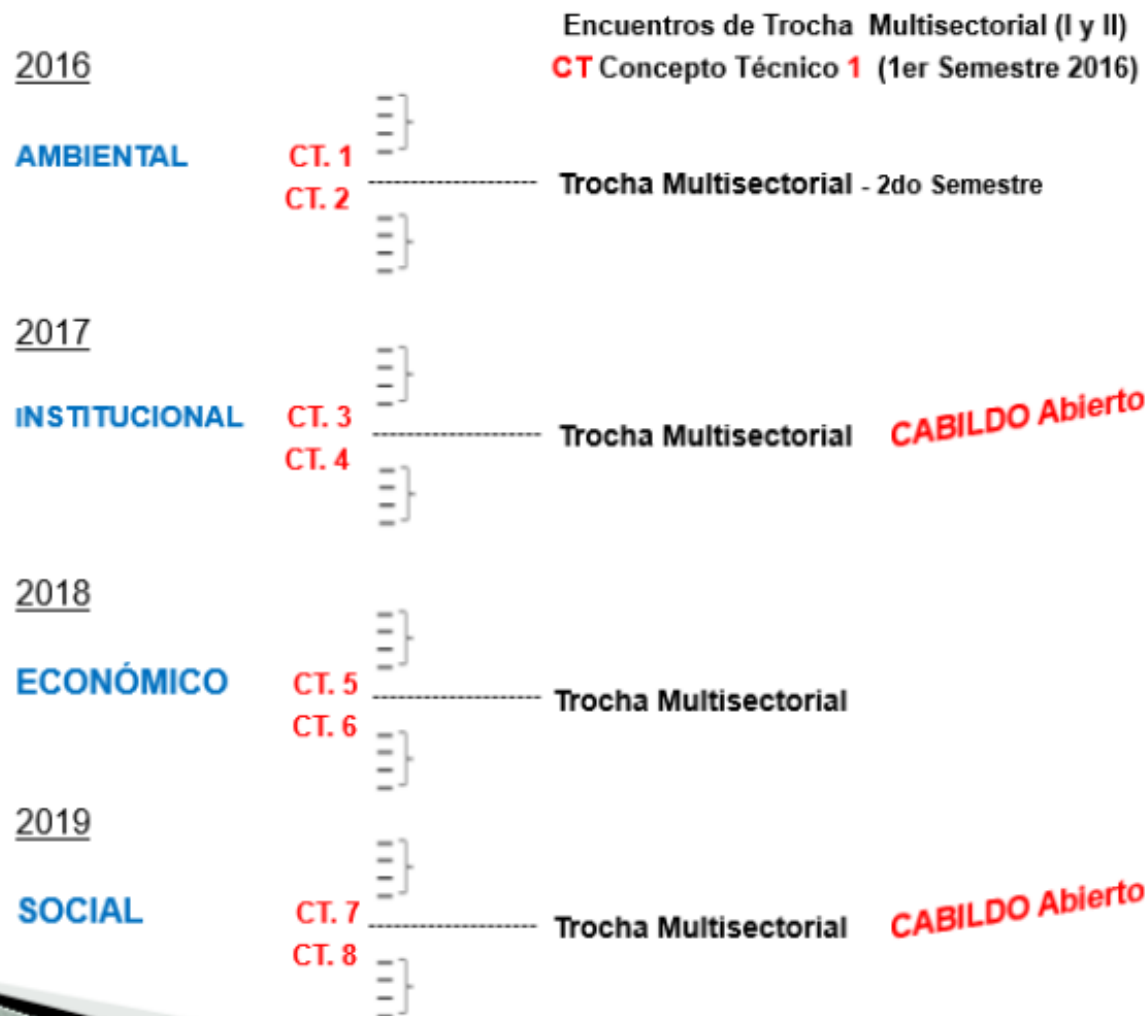 Encuentros de Trocha Multisectorial (I y II)
2016
CT Concepto Técnico 1 (1er Semestre 2016)
AMBIENTAL
CT. 1
CT. 2
Trocha Multisectorial - 2do Semestre
2017
INSTITUCIONAL
CT. 3
CT. 4
Trocha Multisectorial
CABILDO Abierto
2018
ECONÓMICO
CT. 5
CT. 6
Trocha Multisectorial
2019
SOCIAL
CT. 7
CT. 8
Trocha Multisectorial
CABILDO Abierto